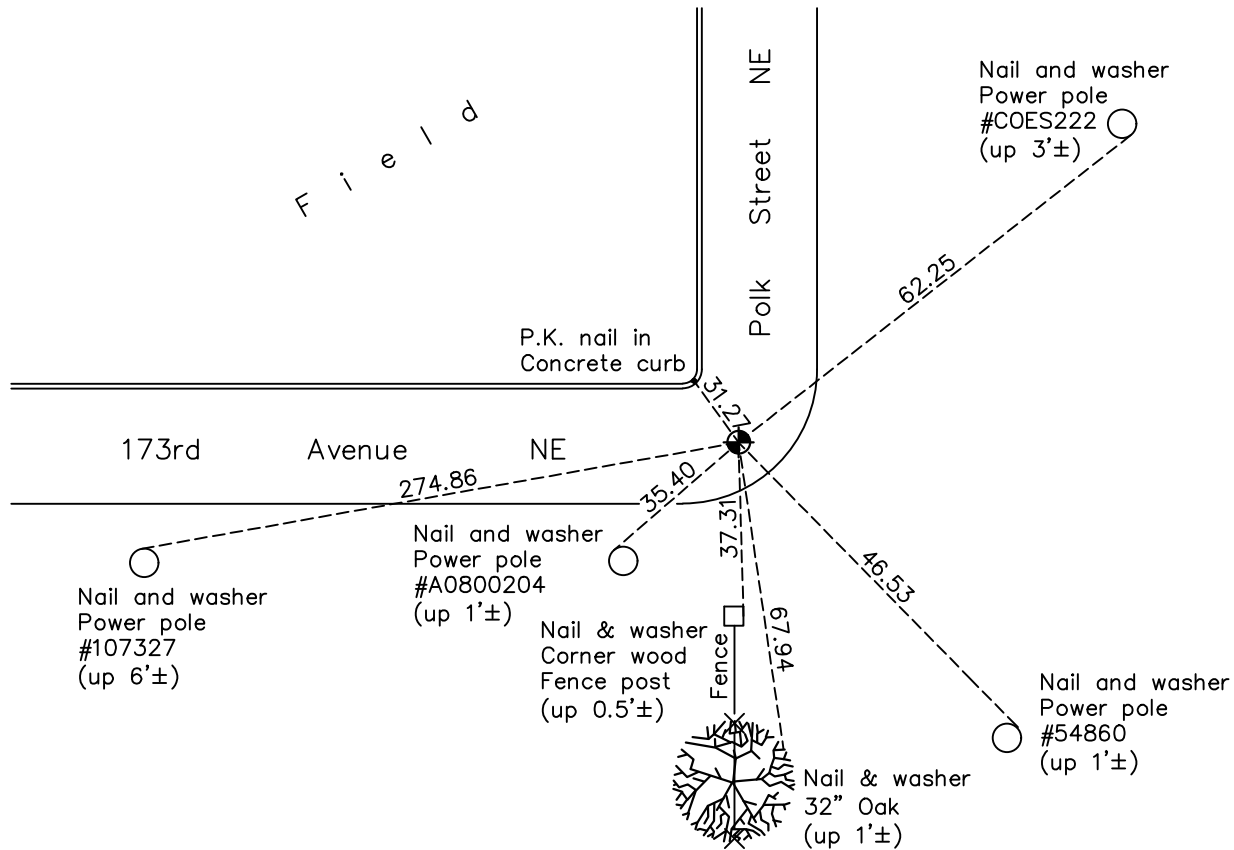 Nail and washer
Power pole
#COES222
(up 3'±)
Field
Polk Street NE
62.25
P.K. nail in
Concrete curb
31.27
173rd Avenue NE
274.86
35.40
37.31
46.53
67.94
Nail and washer
Power pole
#107327
(up 6'±)
Nail and washer
Power pole
#A0800204
(up 1'±)
Nail & washer
Corner wood
Fence post
(up 0.5'±)
Fence
Nail and washer
Power pole
#54860
(up 1'±)
Nail & washer
32" Oak
(up 1'±)